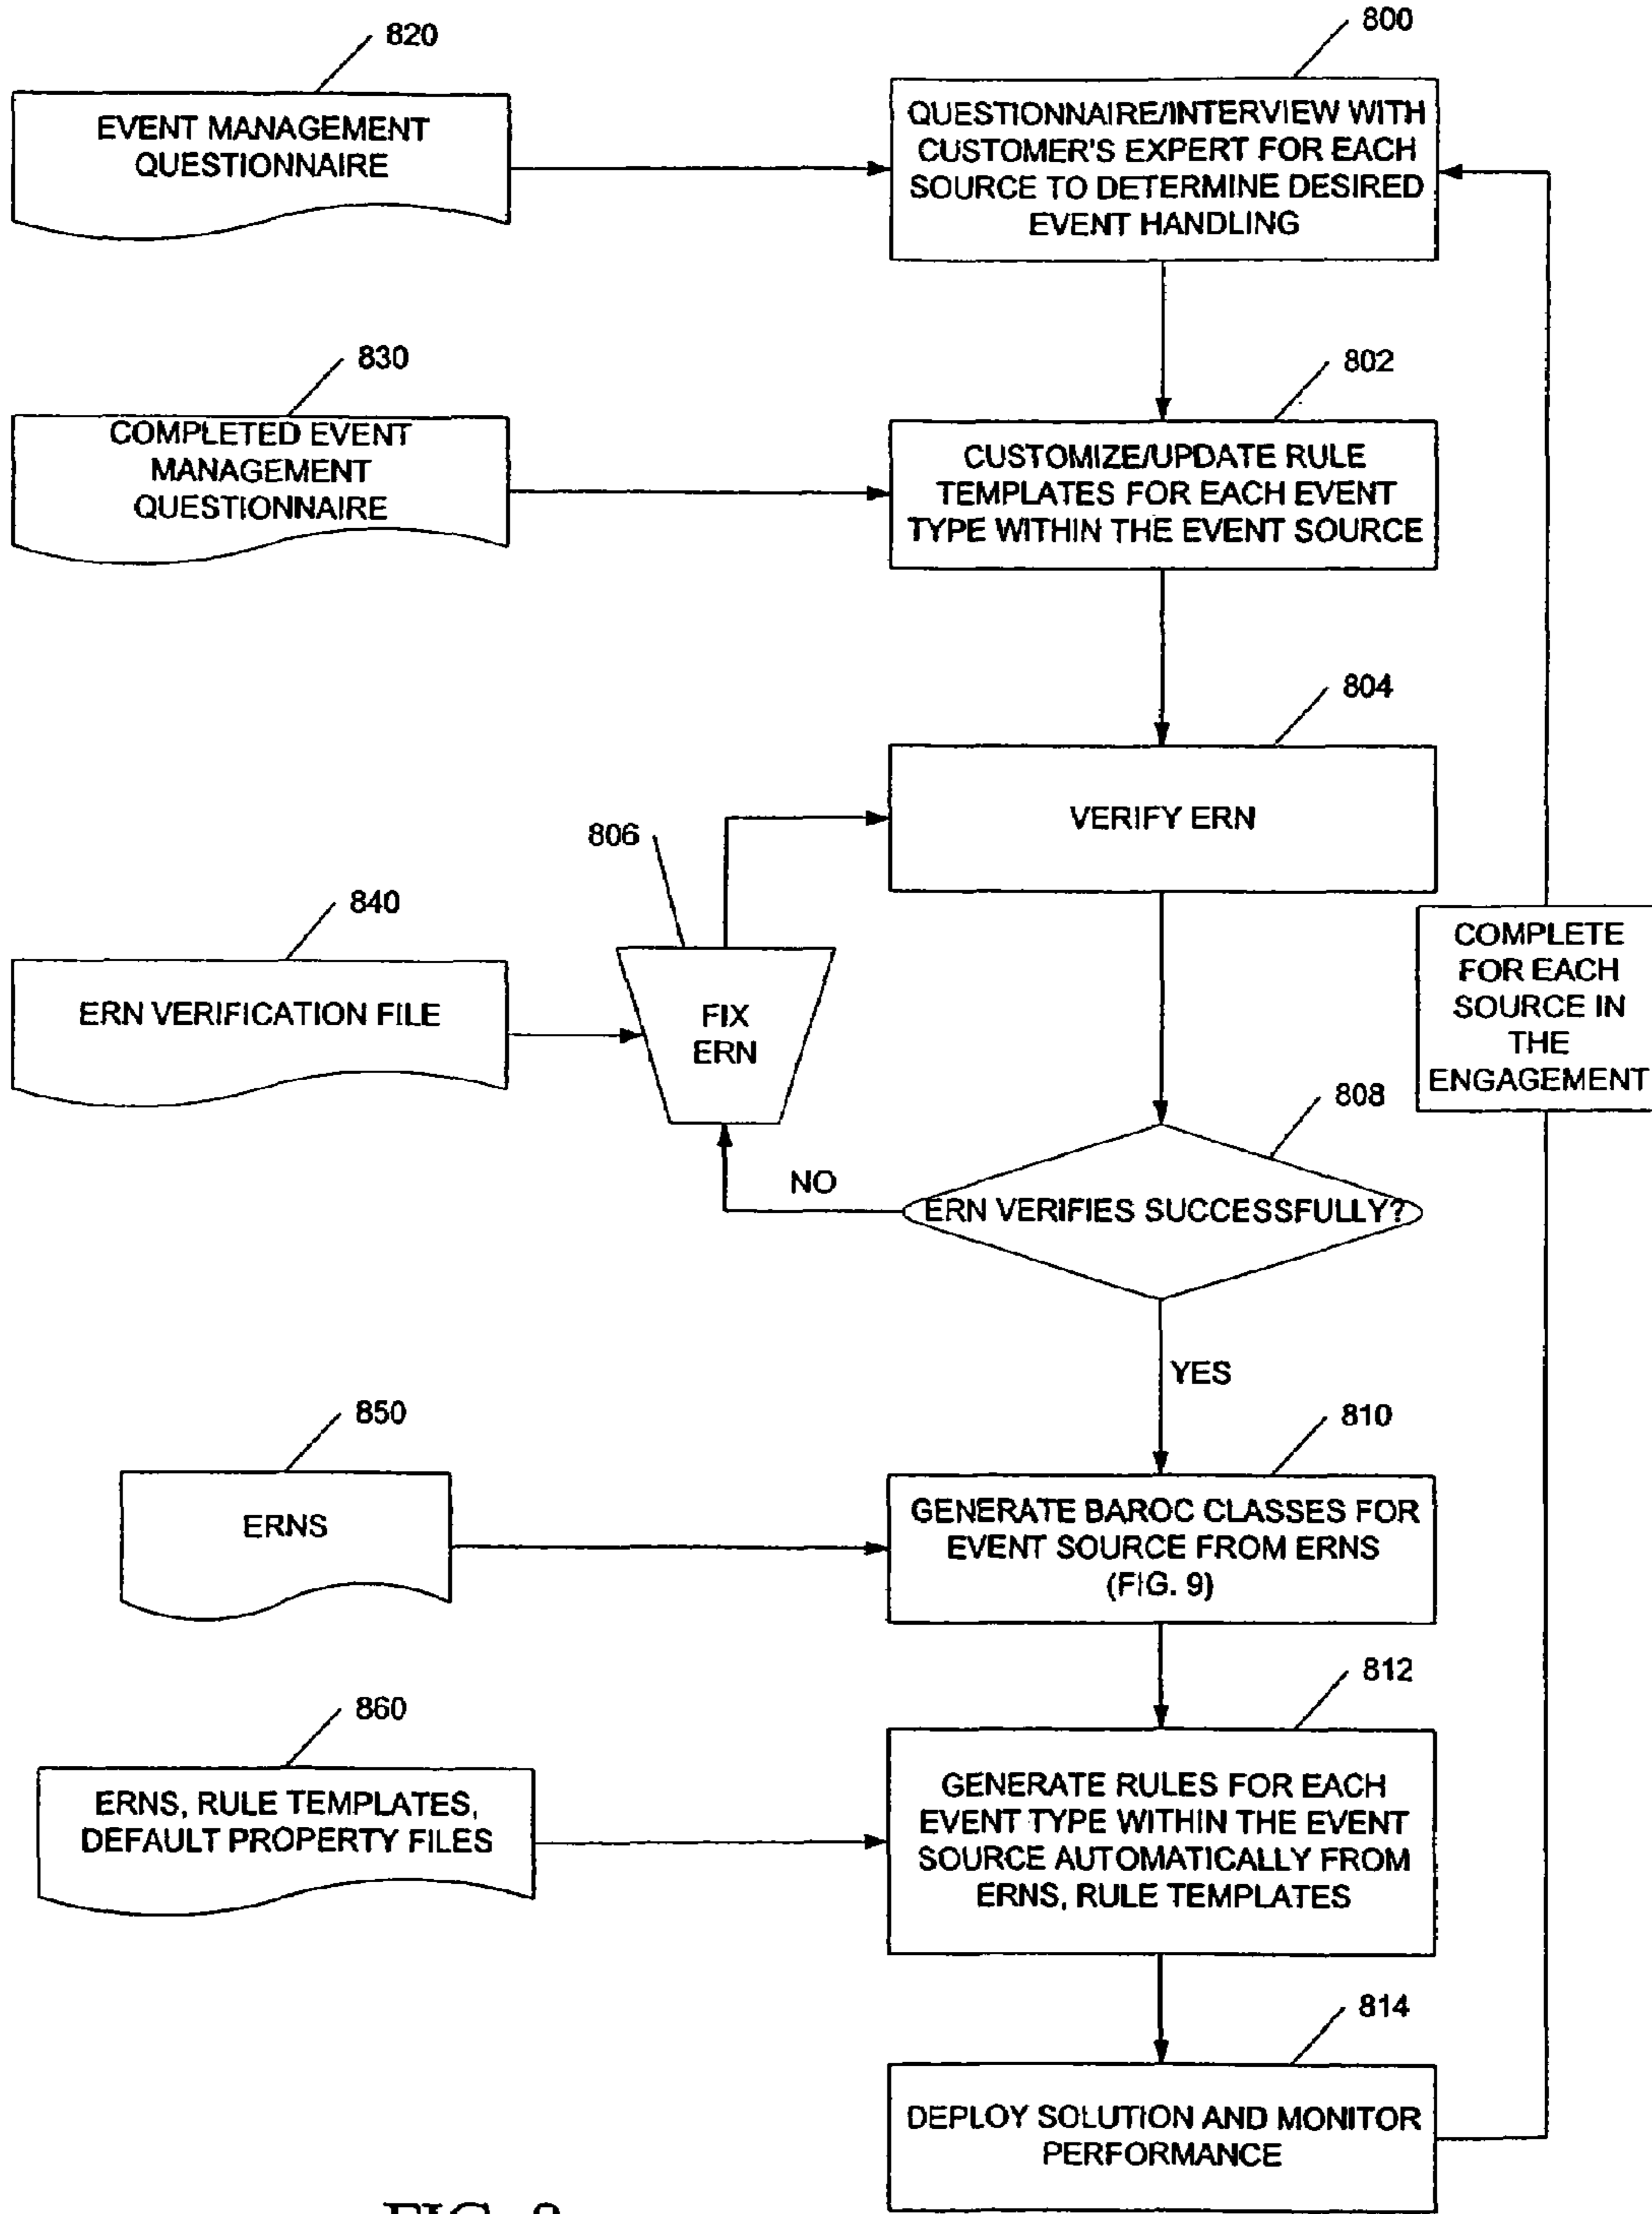 800
820
EVENT MANAGEMENT
QUESTIONNAIRE
QUESTIONNAIRE/INTERVIEW WITH
CUSTOMER'S EXPERT FOR EACH
SOURCE TO DETERMINE DESIRED
EVENT HANDLING
830
802
COMPLETED EVENT
MANAGEMENT
QUESTIONNAIRE
CUSTOMIZE/UPDATE RULE
TEMPLATES FOR EACH EVENT
TYPE WITHIN THE EVENT SOURCE
804
VERIFY ERN
806
840
ERN VERIFICATION FILE
FIX
ERN
COMPLETE
FOR EACH
SOURCE IN
THE
ENGAGEMENT
808
NO
ERN VERIFIES SUCCESSFULLY?
YES
850
810
ERNS
GENERATE BAROC CLASSES FOR
EVENT SOURCE FROM ERNS
(FIG. 9)
812
860
ERNS, RULE TEMPLATES,
DEFAULT PROPERTY FILES
GENERATE RULES FOR EACH
EVENT TYPE WITHIN THE EVENT
SOURCE AUTOMATICALLY FROM
ERNS, RULE TEMPLATES
814
DEPLOY SOLUTION AND MONITOR
PERFORMANCE
FIG. 8